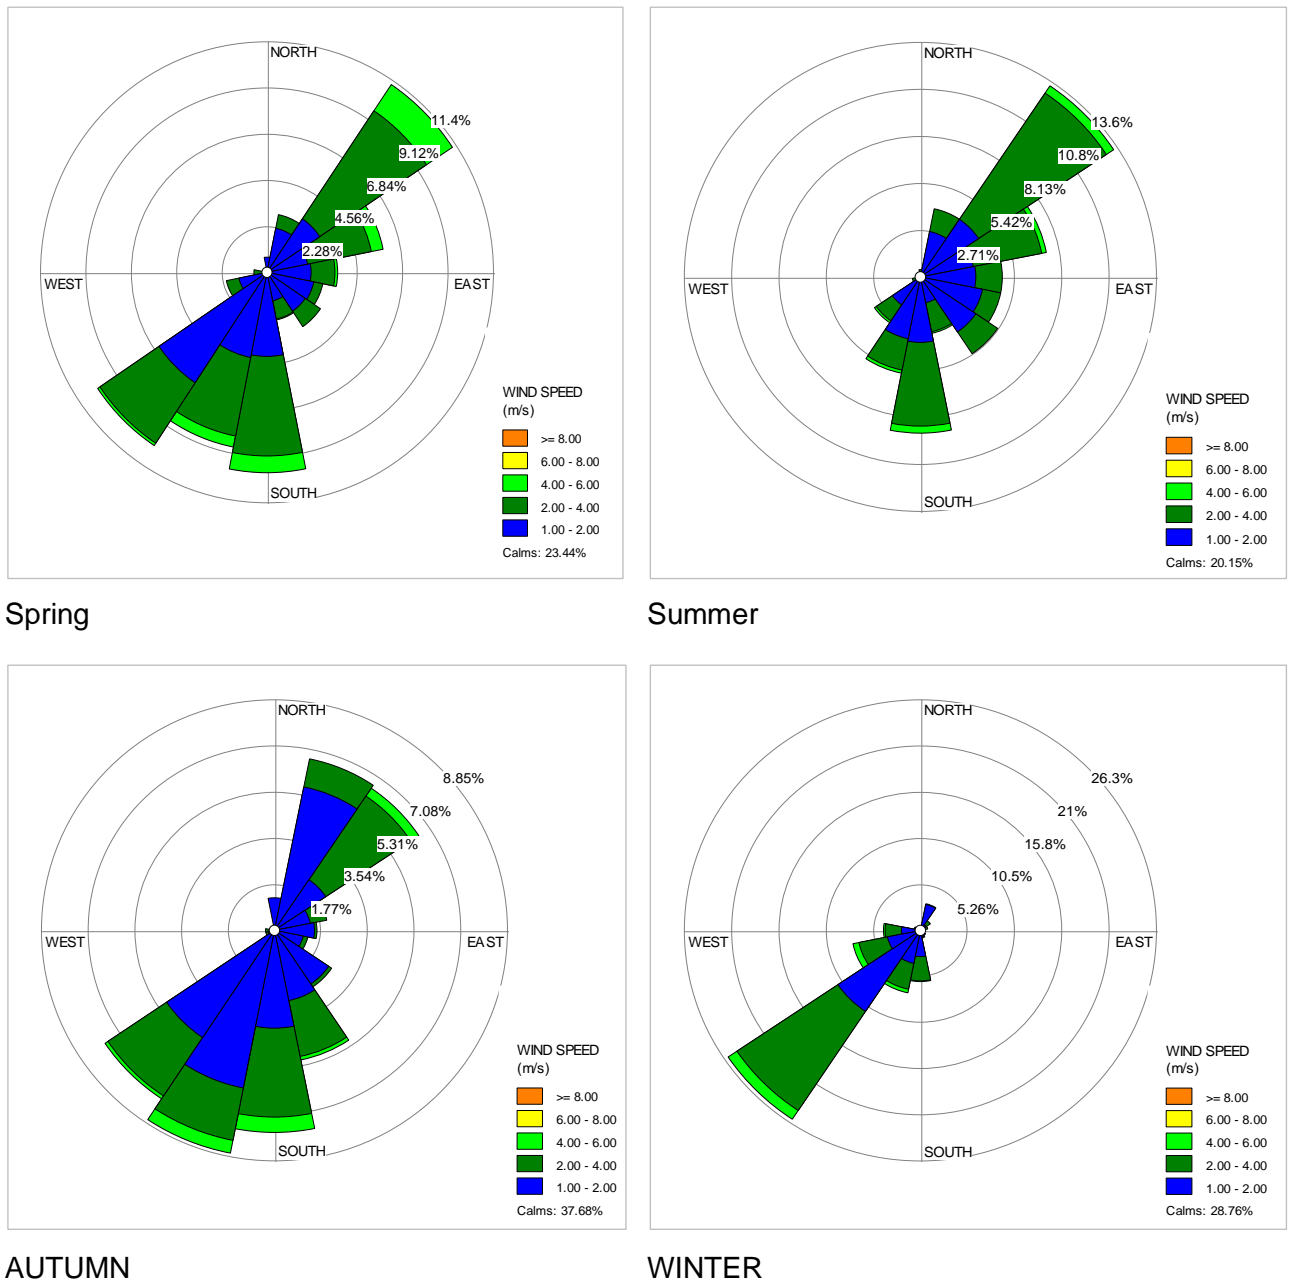 NORTH
11.4%
9.12%
6.84%
4.56%
2.28%
WEST
EAST
SOUTH
WIND SPEED
(m/s)
>= 8.00
6.00 - 8.00
4.00 - 6.00
2.00 - 4.00
1.00 - 2.00
Calms: 23.44%
Spring
NORTH
13.6%
10.8%
8.13%
5.42%
2.71%
WEST
EAST
SOUTH
WIND SPEED
(m/s)
>= 8.00
6.00 - 8.00
4.00 - 6.00
2.00 - 4.00
1.00 - 2.00
Calms: 20.15%
Summer
NORTH
8.85%
7.08%
5.31%
3.54%
1.77%
WEST
EAST
SOUTH
WIND SPEED
(m/s)
>= 8.00
6.00 - 8.00
4.00 - 6.00
2.00 - 4.00
1.00 - 2.00
Calms: 37.68%
AUTUMN
NORTH
26.3%
21%
15.8%
10.5%
5.26%
WEST
EAST
SOUTH
WIND SPEED
(m/s)
>= 8.00
6.00 - 8.00
4.00 - 6.00
2.00 - 4.00
1.00 - 2.00
Calms: 28.76%
WINTER